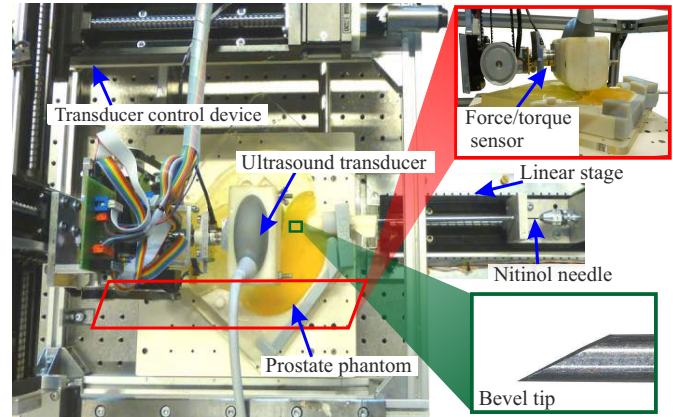 Transducer control device
Ultrasound transducer
Prostate phantom
Force/torque
sensor
Linear stage
Nitinol needle
Bevel tip